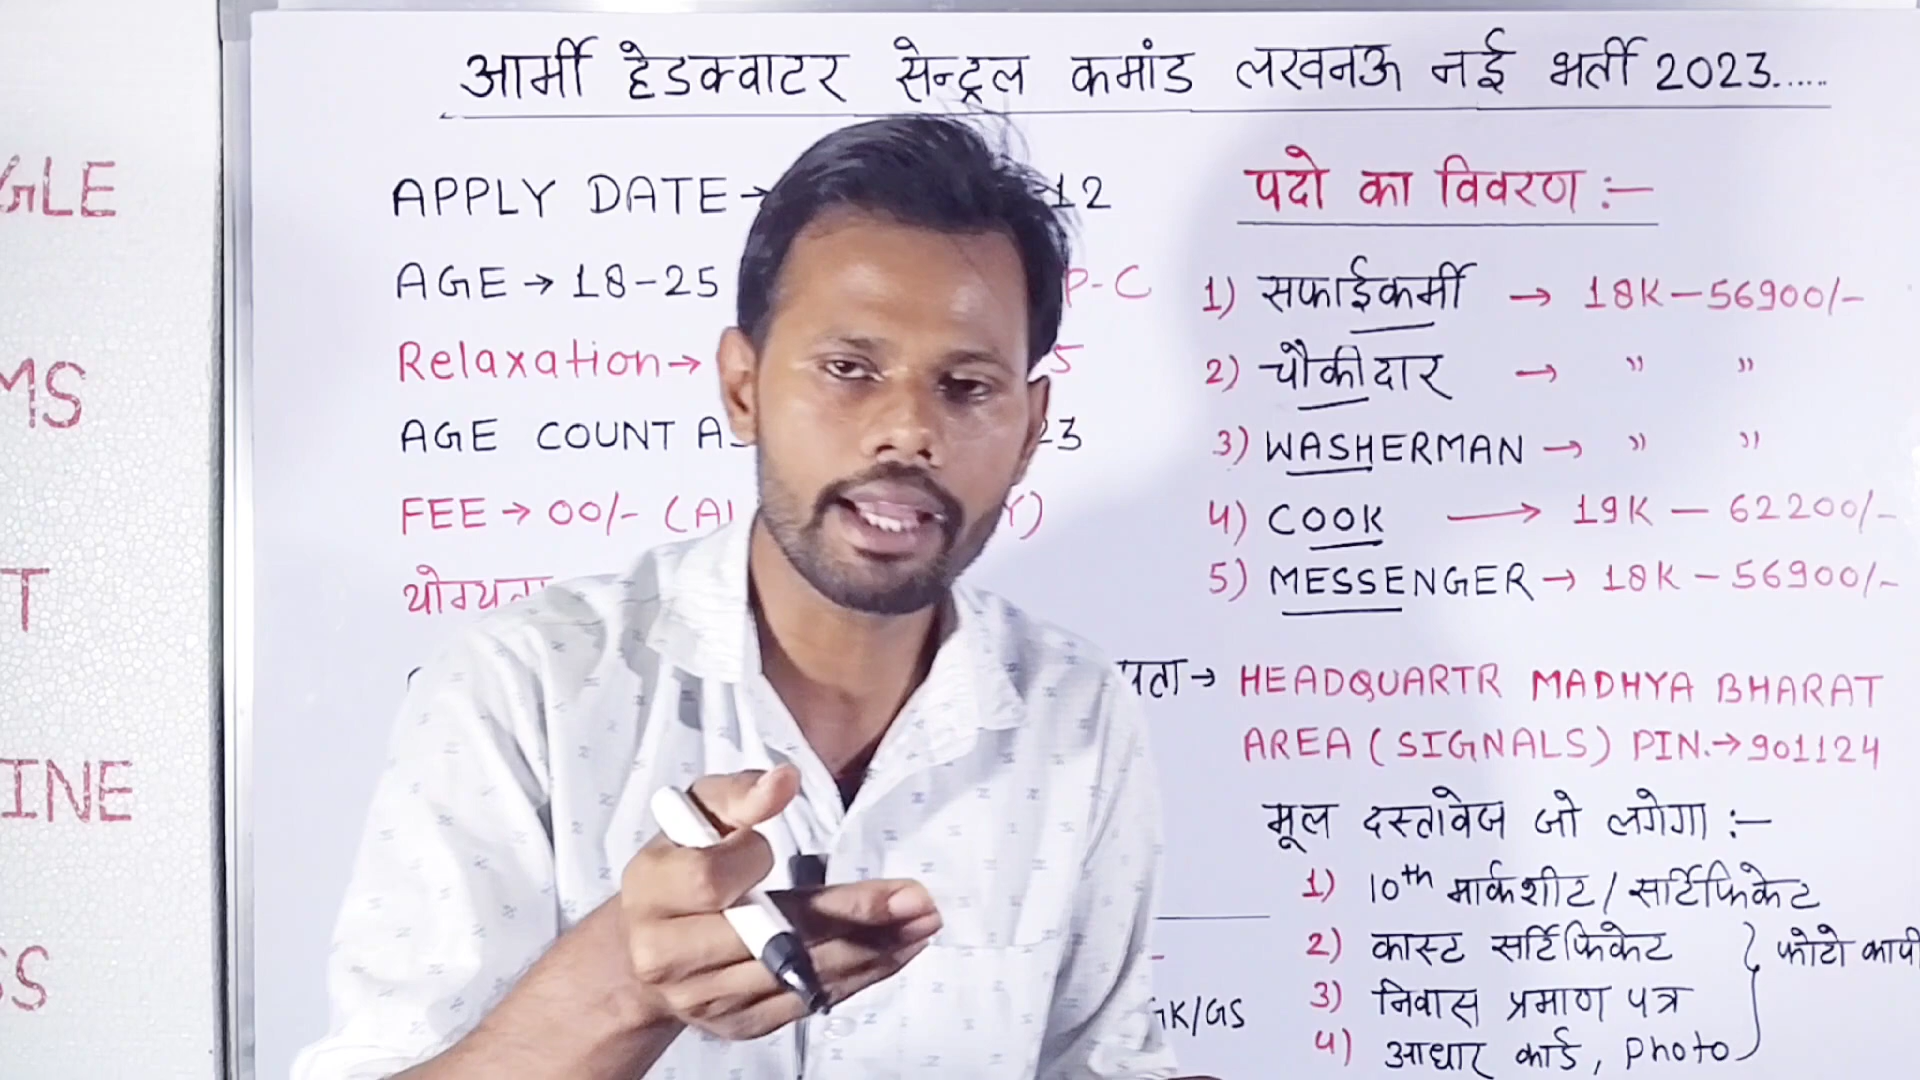 आर्मी हेडक्वाटर सेन्ट्रल कमांड लखनऊ नई भर्ती 2023.....
APPLY DATE → 12
AGE → 18-25 P-C
Relaxation → 5
AGE COUNT
FEE → 00/-
योग्यता
पदो का विवरण :—
1) सफाईकर्मी → 18K — 56900/-
2) चौकीदार → " "
3) WASHERMAN → " "
4) COOK → 19K — 62200/-
5) MESSENGER → 18K — 56900/-
पता → HEADQUARTR MADHYA BHARAT
AREA (SIGNALS) PIN.→ 901124
मूल दस्तावेज जो लगेगा :—
1) 10th मार्कशीट / सर्टिफिकेट
2) कास्ट सर्टिफिकेट
3) निवास प्रमाण पत्र
4) आधार कार्ड, Photo
फोटो कापी
GK/GS
GLE
MS
T
INE
SS